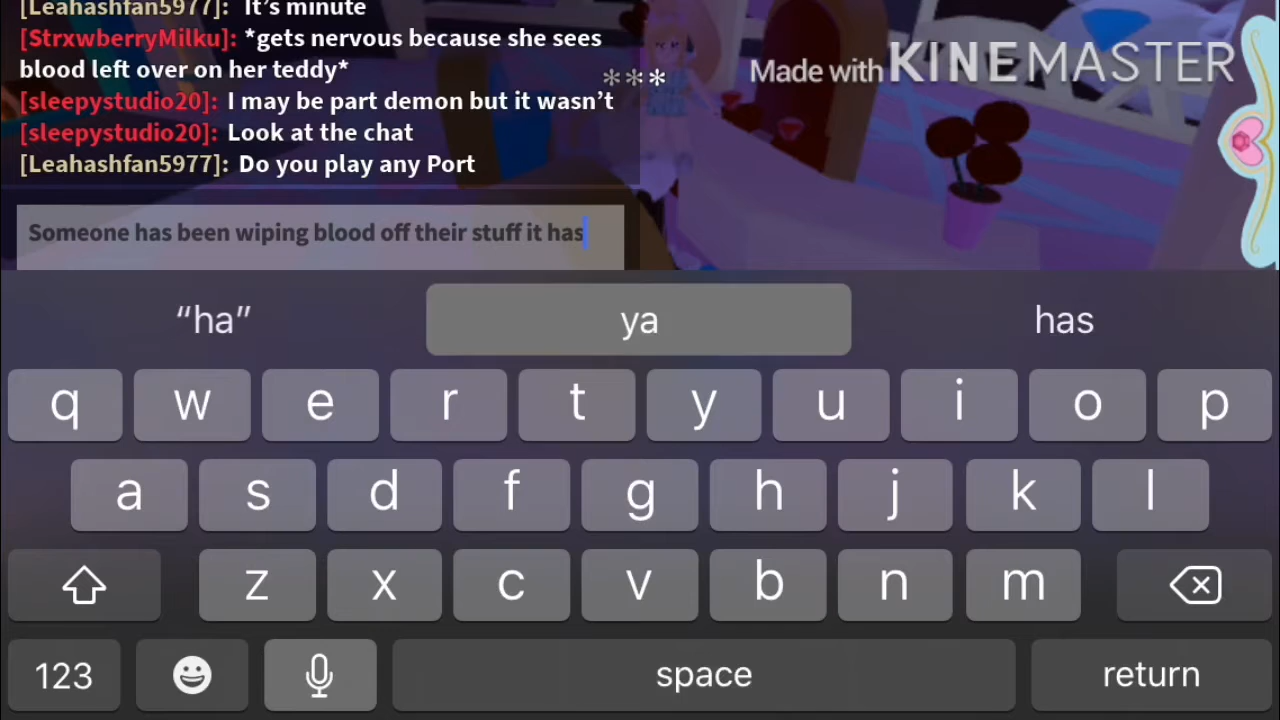 [Leahashfan5977]: It's minute
[StrxwberryMilku]: *gets nervous because she sees
blood left over on her teddy*
[sleepystudio20]: I may be part demon but it wasn't
[sleepystudio20]: Look at the chat
[Leahashfan5977]: Do you play any Port
***
Made with KINEMASTER
Someone has been wiping blood off their stuff it has
“ha” ya has
q w e r t y u i o p
a s d f g h j k l
z x c v b n m
123 space return